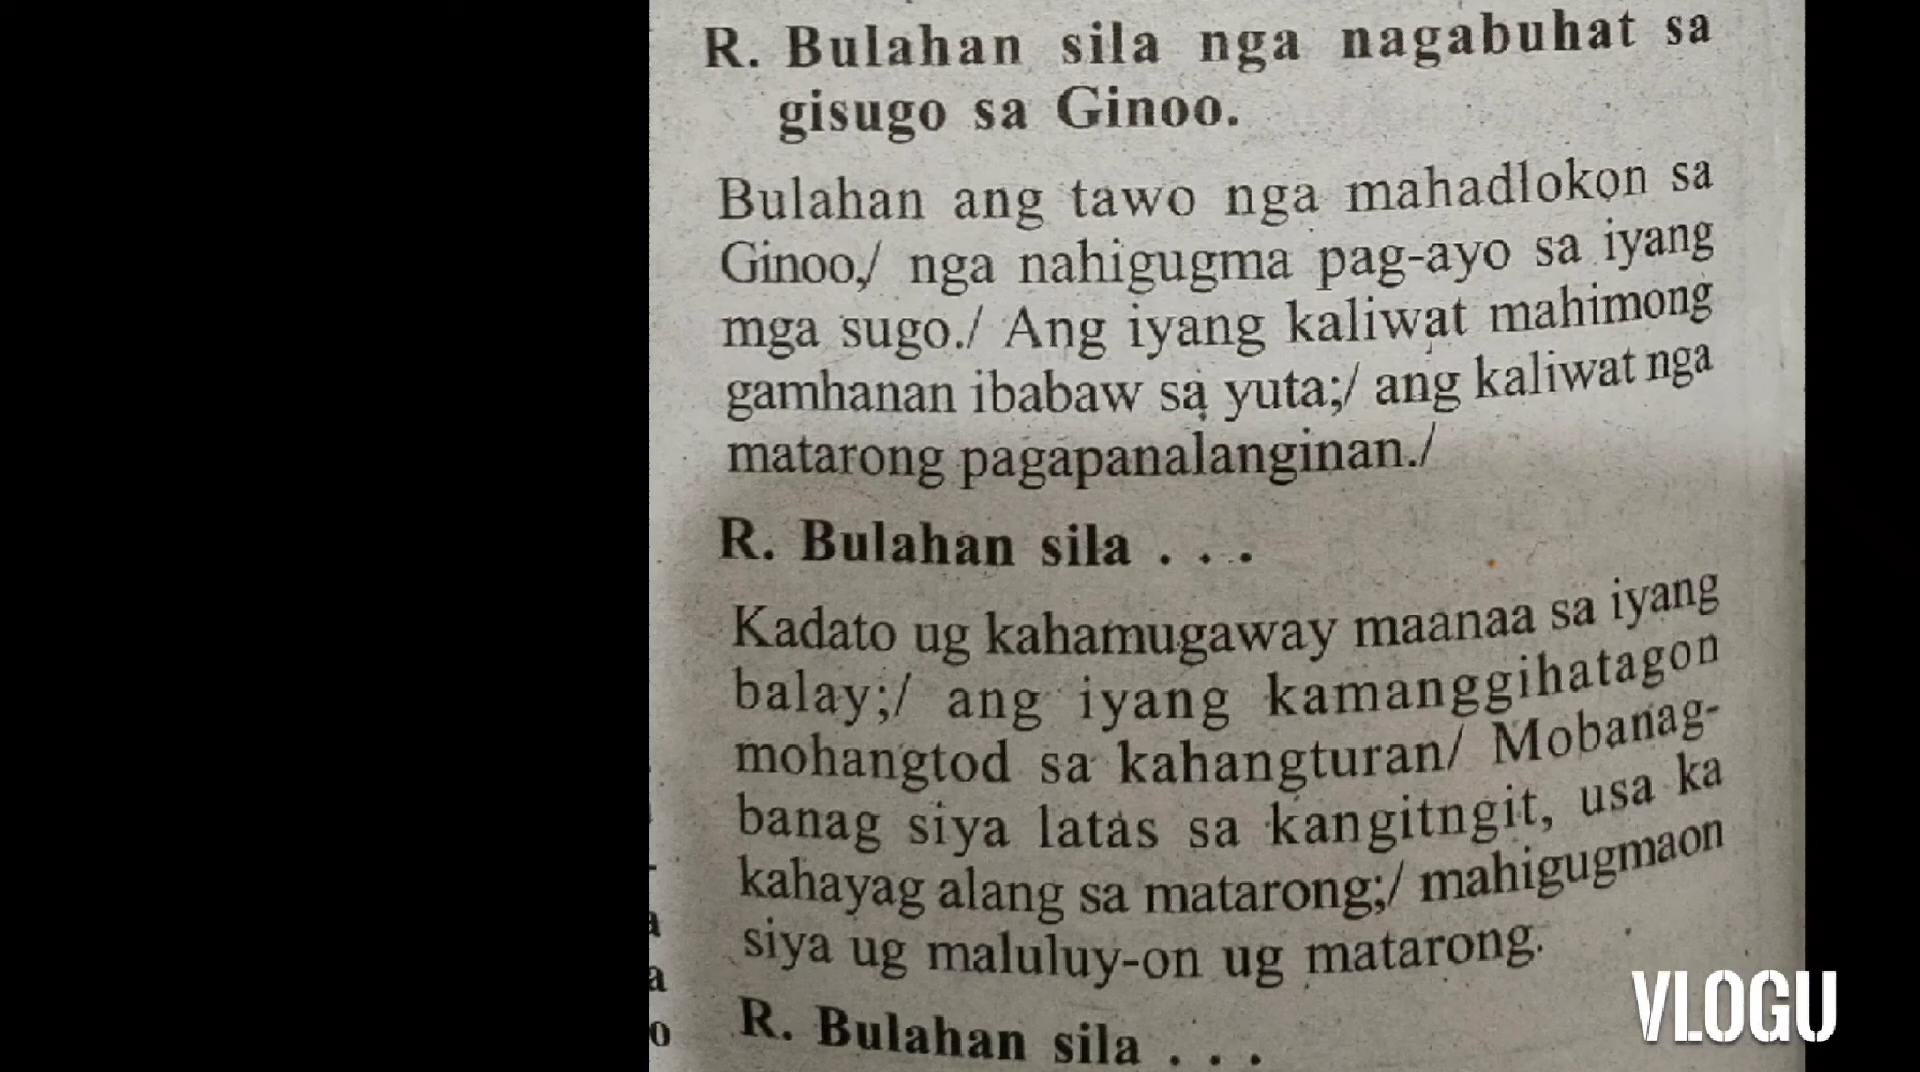 R. Bulahan sila nga nagabuhat sa
gisugo sa Ginoo.
Bulahan ang tawo nga mahadlokon sa
Ginoo,/ nga nahigugma pag-ayo sa iyang
mga sugo./ Ang iyang kaliwat mahimong
gamhanan ibabaw sa yuta;/ ang kaliwat nga
matarong pagapanalanginan./
R. Bulahan sila . . .
Kadato ug kahamugaway maanaa sa iyang
balay;/ ang iyang kamanggihatagon
mohangtod sa kahangturan/ Mobanag-
banag siya latas sa kangitngit, usa ka
kahayag alang sa matarong;/ mahigugmaon
siya ug maluluy-on ug matarong.
R. Bulahan sila . . .
VLOGU